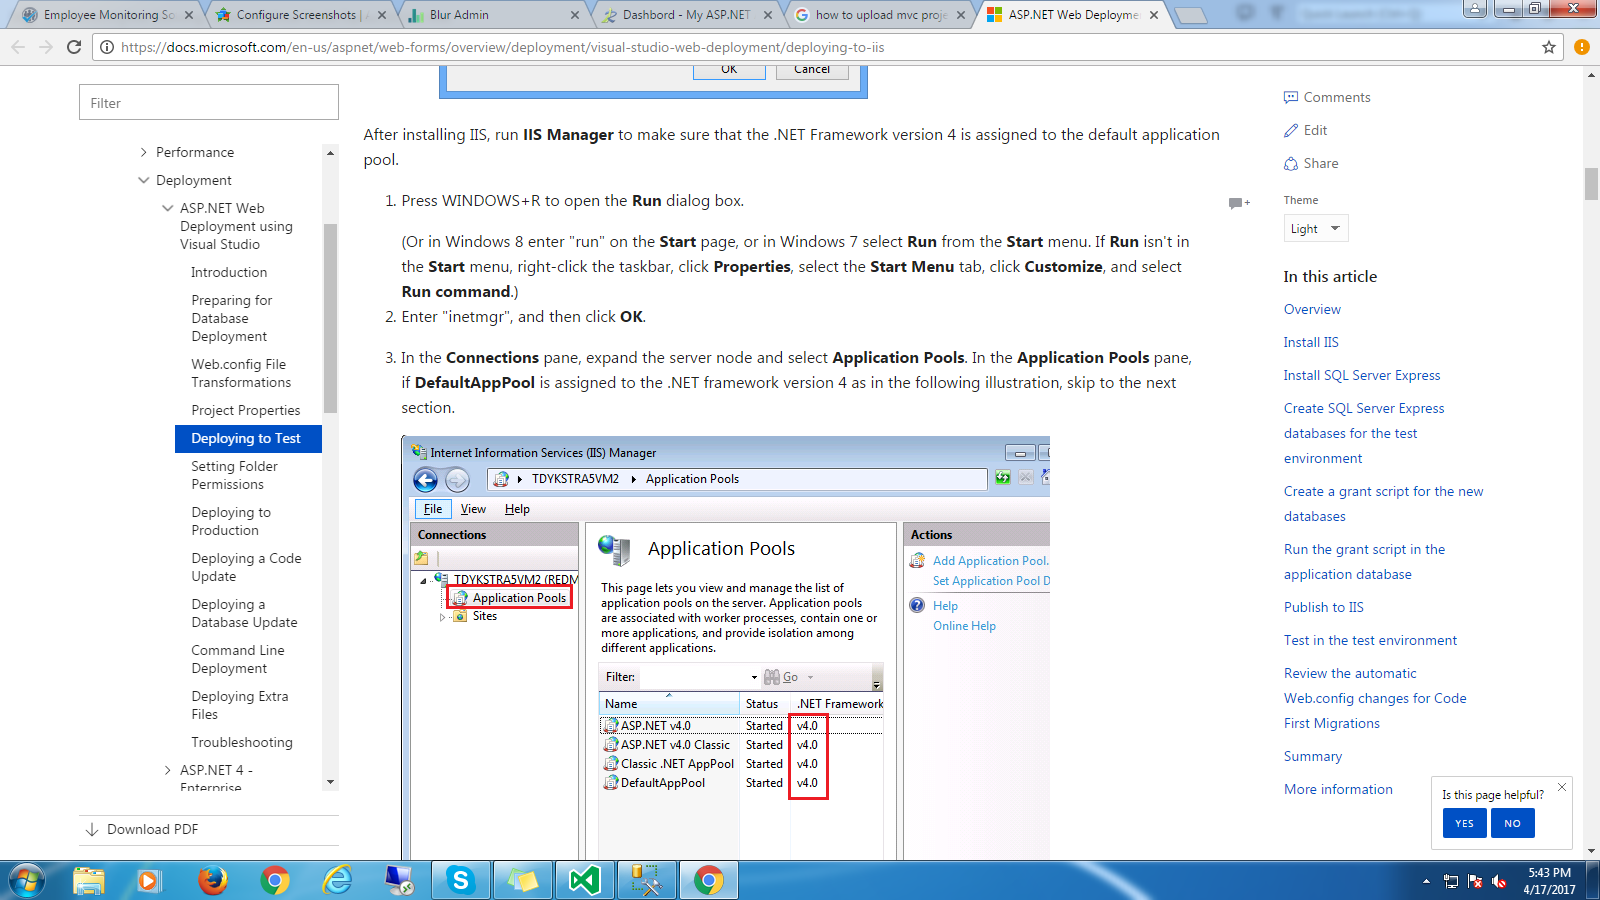 Employee Monitoring So
Configure Screenshots | A
Blur Admin
Dashbord - My ASP.NET
how to upload mvc proje
ASP.NET Web Deployme
https://docs.microsoft.com/en-us/aspnet/web-forms/overview/deployment/visual-studio-web-deployment/deploying-to-iis
Filter
Performance
Deployment
ASP.NET Web
Deployment using
Visual Studio
Introduction
Preparing for
Database
Deployment
Web.config File
Transformations
Project Properties
Deploying to Test
Setting Folder
Permissions
Deploying to
Production
Deploying a Code
Update
Deploying a
Database Update
Command Line
Deployment
Deploying Extra
Files
Troubleshooting
ASP.NET 4 -
Enterprise
Download PDF
OK Cancel
After installing IIS, run IIS Manager to make sure that the .NET Framework version 4 is assigned to the default application
pool.
1. Press WINDOWS+R to open the Run dialog box.
(Or in Windows 8 enter "run" on the Start page, or in Windows 7 select Run from the Start menu. If Run isn't in
the Start menu, right-click the taskbar, click Properties, select the Start Menu tab, click Customize, and select
Run command.)
2. Enter "inetmgr", and then click OK.
3. In the Connections pane, expand the server node and select Application Pools. In the Application Pools pane,
if DefaultAppPool is assigned to the .NET framework version 4 as in the following illustration, skip to the next
section.
Internet Information Services (IIS) Manager
TDYKSTRA5VM2 Application Pools
File View Help
Connections
TDYKSTRA5VM2 (REDM
Application Pools
Sites
Application Pools
This page lets you view and manage the list of
application pools on the server. Application pools
are associated with worker processes, contain one or
more applications, and provide isolation among
different applications.
Filter: Go
Name Status .NET Framework
ASP.NET v4.0 Started v4.0
ASP.NET v4.0 Classic Started v4.0
Classic .NET AppPool Started v4.0
DefaultAppPool Started v4.0
Actions
Add Application Pool.
Set Application Pool D
Help
Online Help
Comments
Edit
Share
Theme
Light
In this article
Overview
Install IIS
Install SQL Server Express
Create SQL Server Express
databases for the test
environment
Create a grant script for the new
databases
Run the grant script in the
application database
Publish to IIS
Test in the test environment
Review the automatic
Web.config changes for Code
First Migrations
Summary
More information
Is this page helpful?
YES NO
5:43 PM
4/17/2017